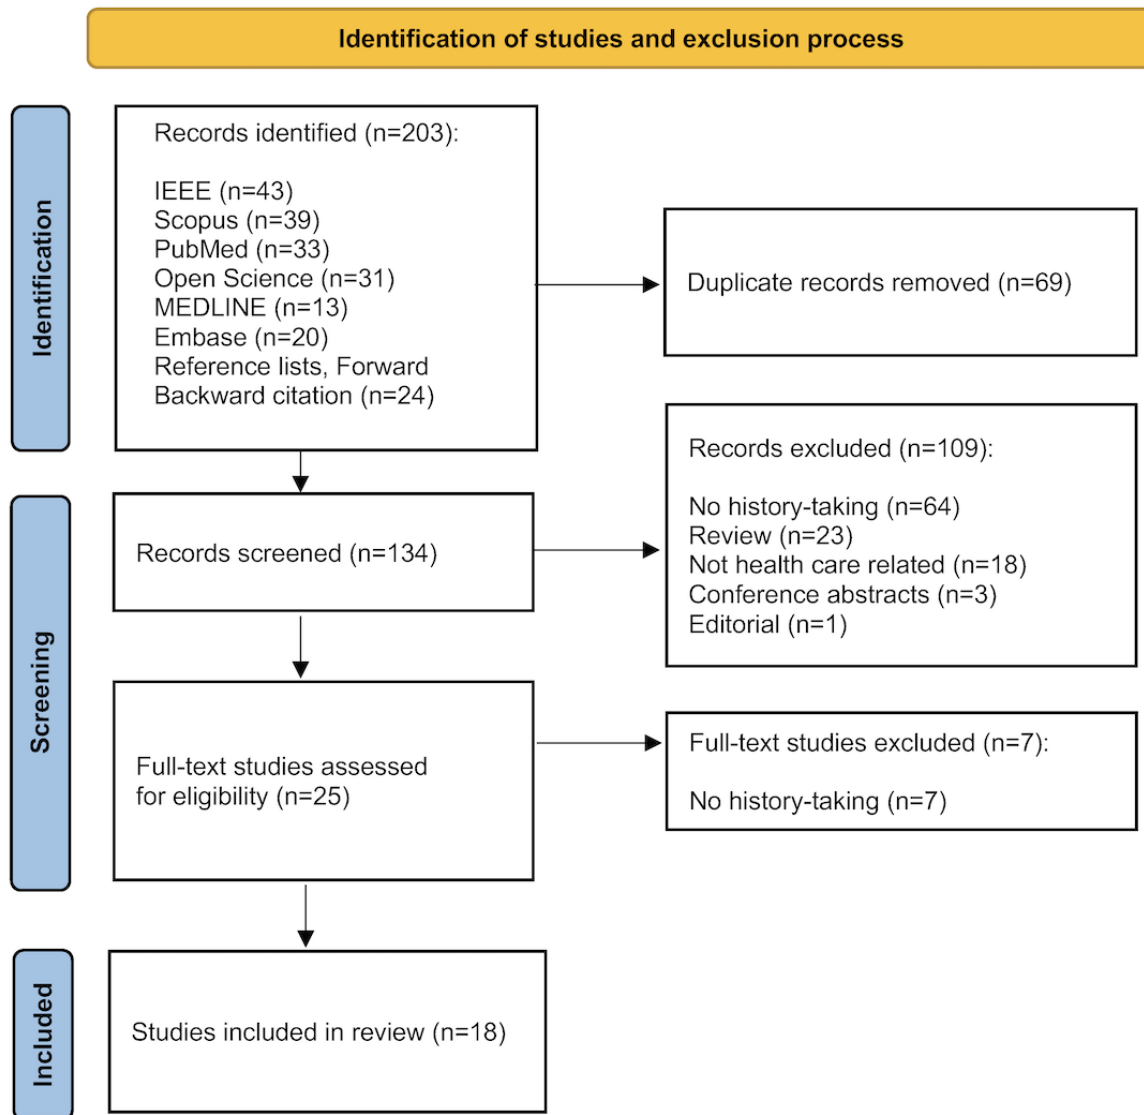 Identification of studies and exclusion process
Identification
Records identified (n=203):
IEEE (n=43)
Scopus (n=39)
PubMed (n=33)
Open Science (n=31)
MEDLINE (n=13)
Embase (n=20)
Reference lists, Forward
Backward citation (n=24)
Duplicate records removed (n=69)
Screening
Records screened (n=134)
Records excluded (n=109):
No history-taking (n=64)
Review (n=23)
Not health care related (n=18)
Conference abstracts (n=3)
Editorial (n=1)
Full-text studies assessed
for eligibility (n=25)
Full-text studies excluded (n=7):
No history-taking (n=7)
Included
Studies included in review (n=18)